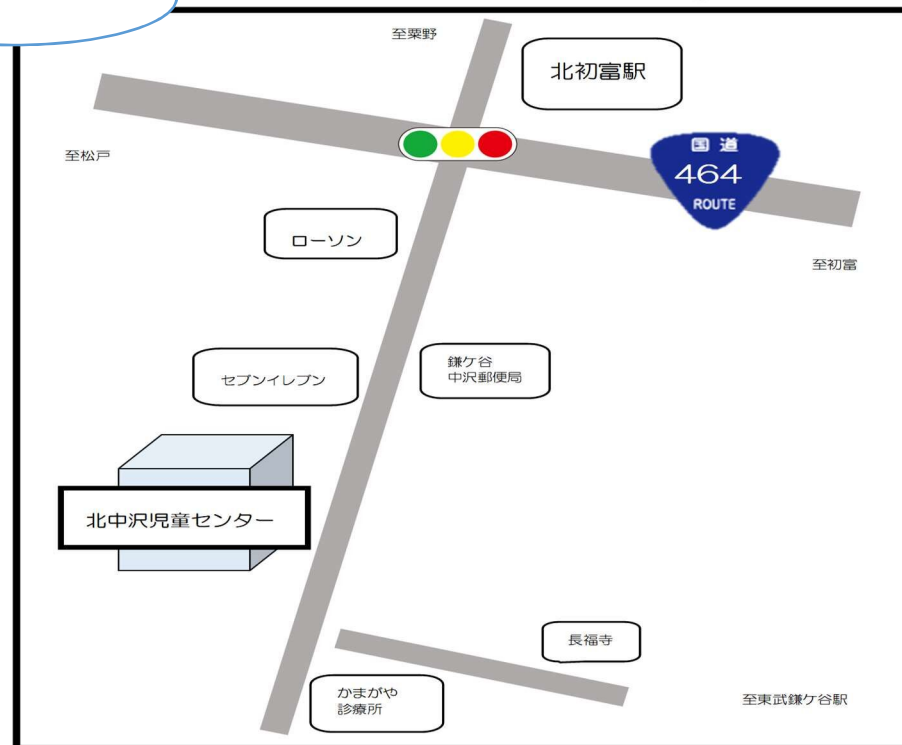 至粟野
北初富駅
至松戸
国道
464
ROUTE
ローソン
至初富
鎌ケ谷
中沢郵便局
セブンイレブン
北中沢児童センター
長福寺
かまがや
診療所
至東武鎌ケ谷駅